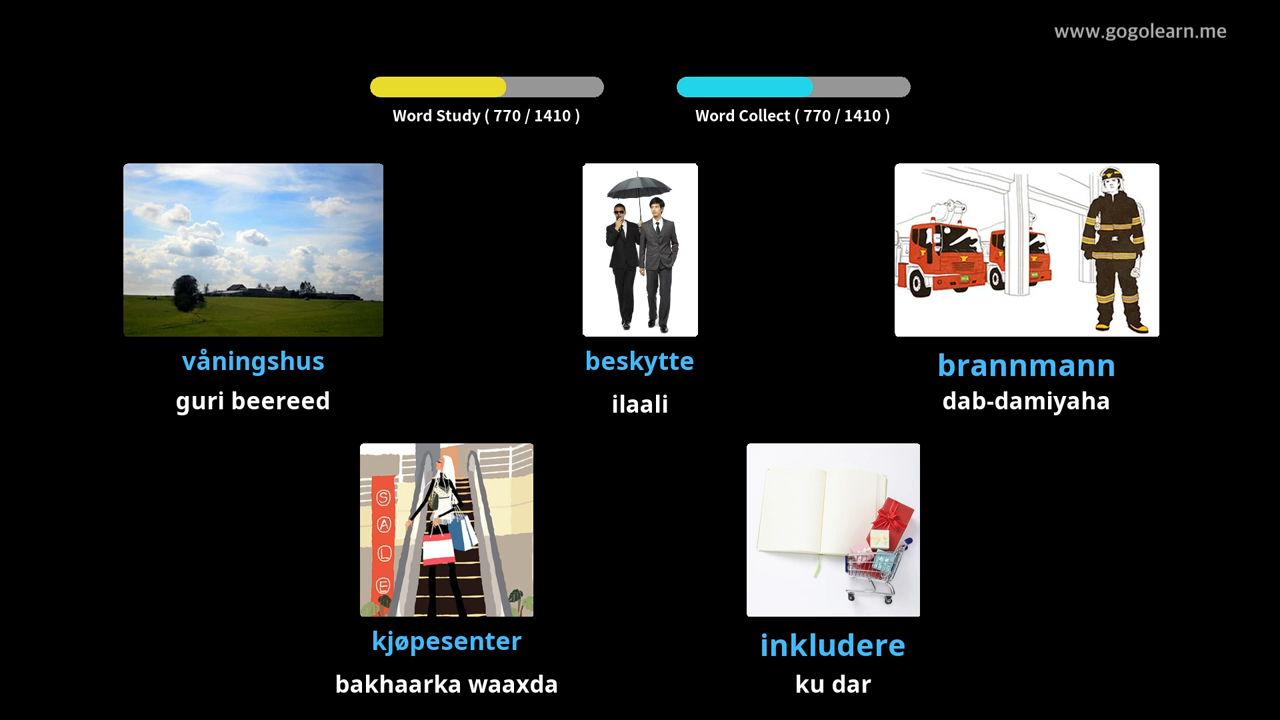 www.gogolearn.me
Word Study ( 770 / 1410 )
Word Collect ( 770 / 1410 )
våningshus
guri beereed
beskytte
ilaali
brannmann
dab-damiyaha
SALE
kjøpesenter
bakhaarka waaxda
inkludere
ku dar